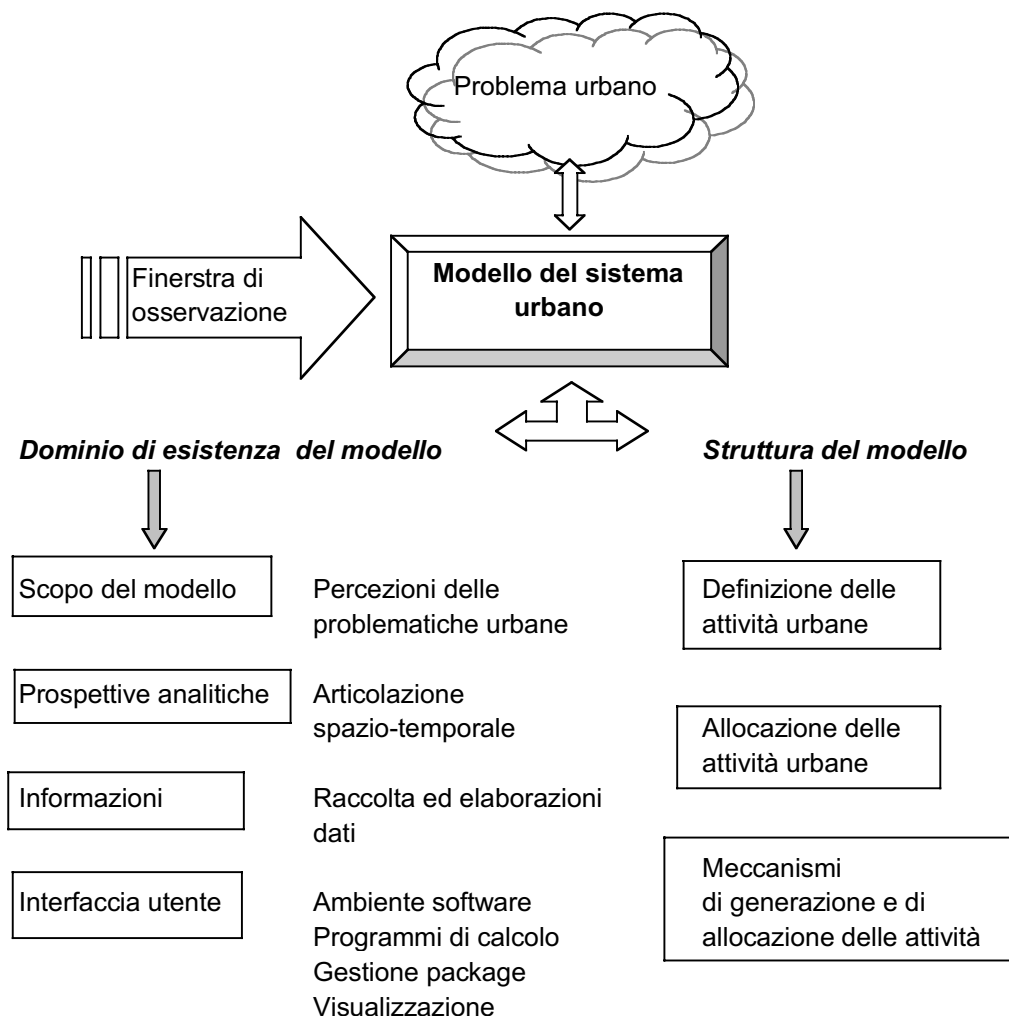 Problema urbano
Finerstra di
osservazione
Modello del sistema
urbano
Dominio di esistenza del modello
Struttura del modello
Scopo del modello
Percezioni delle
problematiche urbane
Prospettive analitiche
Articolazione
spazio-temporale
Informazioni
Raccolta ed elaborazioni
dati
Interfaccia utente
Ambiente software
Programmi di calcolo
Gestione package
Visualizzazione
Definizione delle
attività urbane
Allocazione delle
attività urbane
Meccanismi
di generazione e di
allocazione delle attività